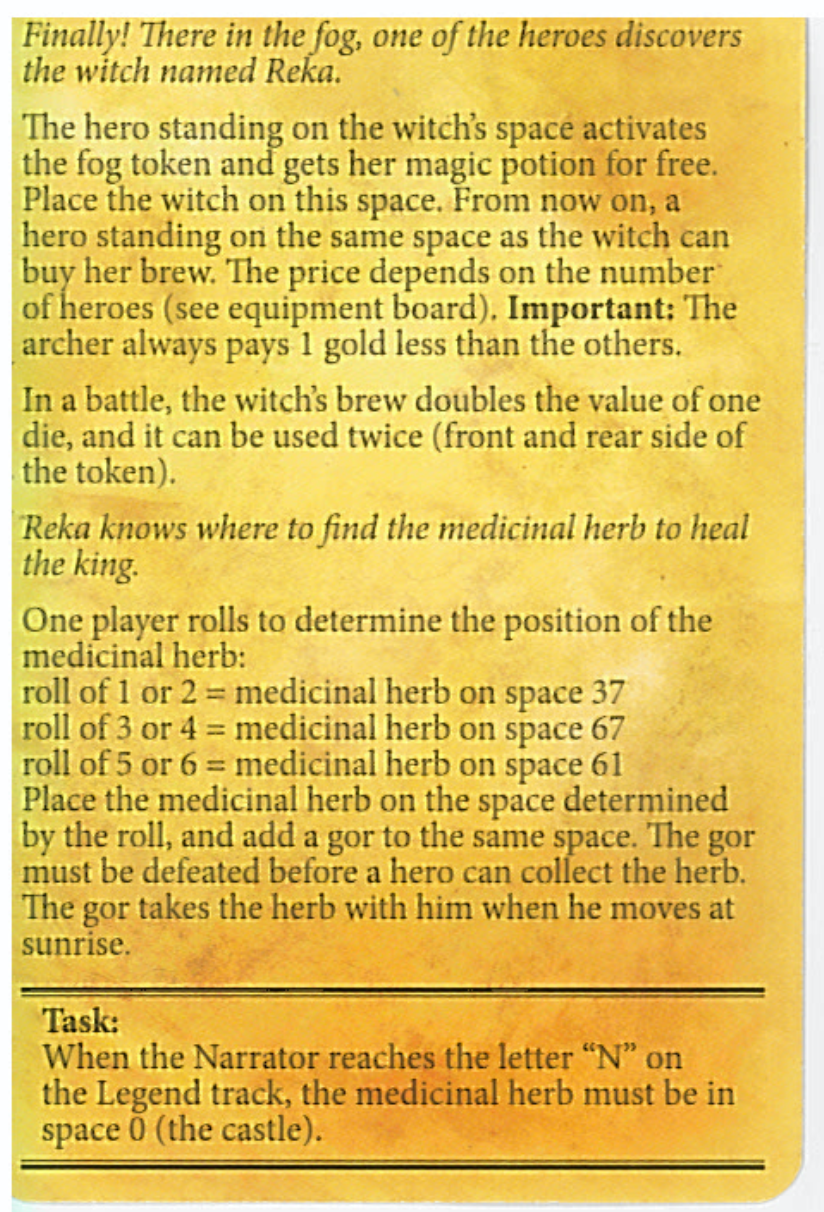 Finally! There in the fog, one of the heroes discovers
the witch named Reka.
The hero standing on the witch's space activates
the fog token and gets her magic potion for free.
Place the witch on this space. From now on, a
hero standing on the same space as the witch can
buy her brew. The price depends on the number
of heroes (see equipment board). Important: The
archer always pays 1 gold less than the others.
In a battle, the witch's brew doubles the value of one
die, and it can be used twice (front and rear side of
the token).
Reka knows where to find the medicinal herb to heal
the king.
One player rolls to determine the position of the
medicinal herb:
roll of 1 or 2 = medicinal herb on space 37
roll of 3 or 4 = medicinal herb on space 67
roll of 5 or 6 = medicinal herb on space 61
Place the medicinal herb on the space determined
by the roll, and add a gor to the same space. The gor
must be defeated before a hero can collect the herb.
The gor takes the herb with him when he moves at
sunrise.
Task:
When the Narrator reaches the letter “N” on
the Legend track, the medicinal herb must be in
space 0 (the castle).